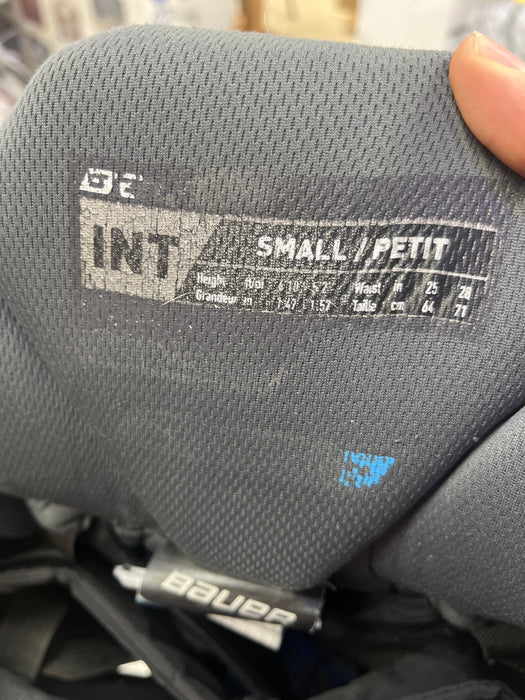 INT
SMALL / PETIT
Height ft/of 4'10" 5'2" Waist in 25 28
Grandeur m 1.47 1.57 Taille cm 64 71
BAUER